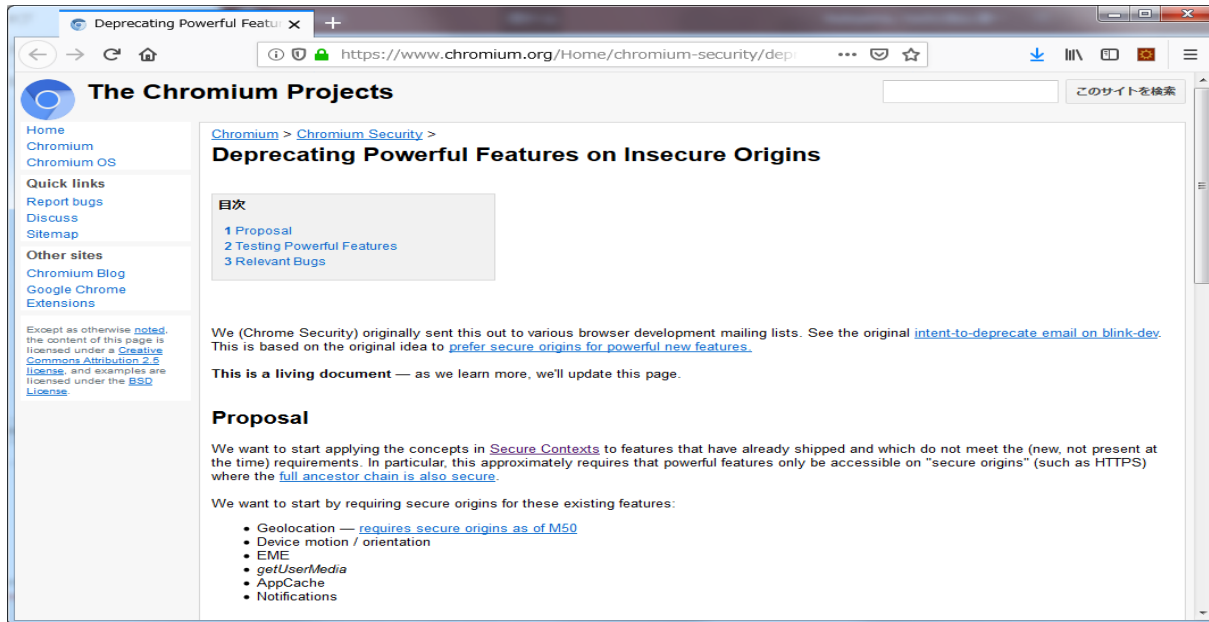 Deprecating Powerful Featur
https://www.chromium.org/Home/chromium-security/depr
The Chromium Projects
このサイトを検索
Home
Chromium
Chromium OS
Quick links
Report bugs
Discuss
Sitemap
Other sites
Chromium Blog
Google Chrome
Extensions
Except as otherwise noted,
the content of this page is
licensed under a Creative
Commons Attribution 2.5
license, and examples are
licensed under the BSD
License.
Chromium > Chromium Security >
Deprecating Powerful Features on Insecure Origins
目次
1 Proposal
2 Testing Powerful Features
3 Relevant Bugs
We (Chrome Security) originally sent this out to various browser development mailing lists. See the original intent-to-deprecate email on blink-dev.
This is based on the original idea to prefer secure origins for powerful new features.
This is a living document — as we learn more, we'll update this page.
Proposal
We want to start applying the concepts in Secure Contexts to features that have already shipped and which do not meet the (new, not present at
the time) requirements. In particular, this approximately requires that powerful features only be accessible on "secure origins" (such as HTTPS)
where the full ancestor chain is also secure.
We want to start by requiring secure origins for these existing features:
• Geolocation — requires secure origins as of M50
• Device motion / orientation
• EME
• getUserMedia
• AppCache
• Notifications